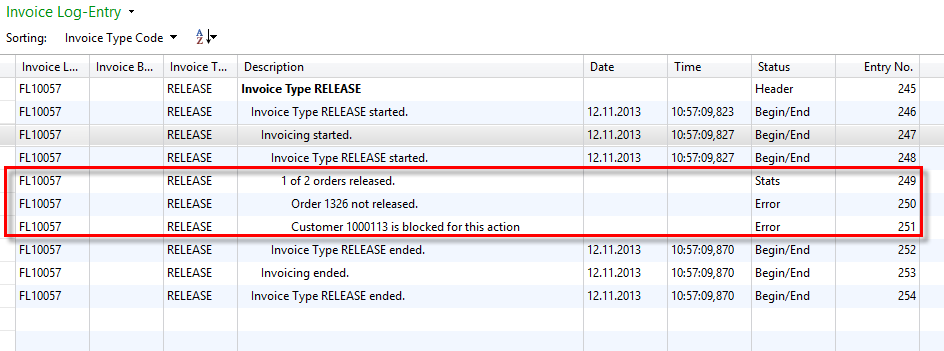 Invoice Log-Entry
Sorting: Invoice Type Code
Invoice L... Invoice B... Invoice T... Description Date Time Status Entry No.
FL10057 RELEASE Invoice Type RELEASE Header 245
FL10057 RELEASE Invoice Type RELEASE started. 12.11.2013 10:57:09,823 Begin/End 246
FL10057 RELEASE Invoicing started. 12.11.2013 10:57:09,827 Begin/End 247
FL10057 RELEASE Invoice Type RELEASE started. 12.11.2013 10:57:09,827 Begin/End 248
FL10057 RELEASE 1 of 2 orders released. Stats 249
FL10057 RELEASE Order 1326 not released. Error 250
FL10057 RELEASE Customer 1000113 is blocked for this action Error 251
FL10057 RELEASE Invoice Type RELEASE ended. 12.11.2013 10:57:09,870 Begin/End 252
FL10057 RELEASE Invoicing ended. 12.11.2013 10:57:09,870 Begin/End 253
FL10057 RELEASE Invoice Type RELEASE ended. 12.11.2013 10:57:09,870 Begin/End 254